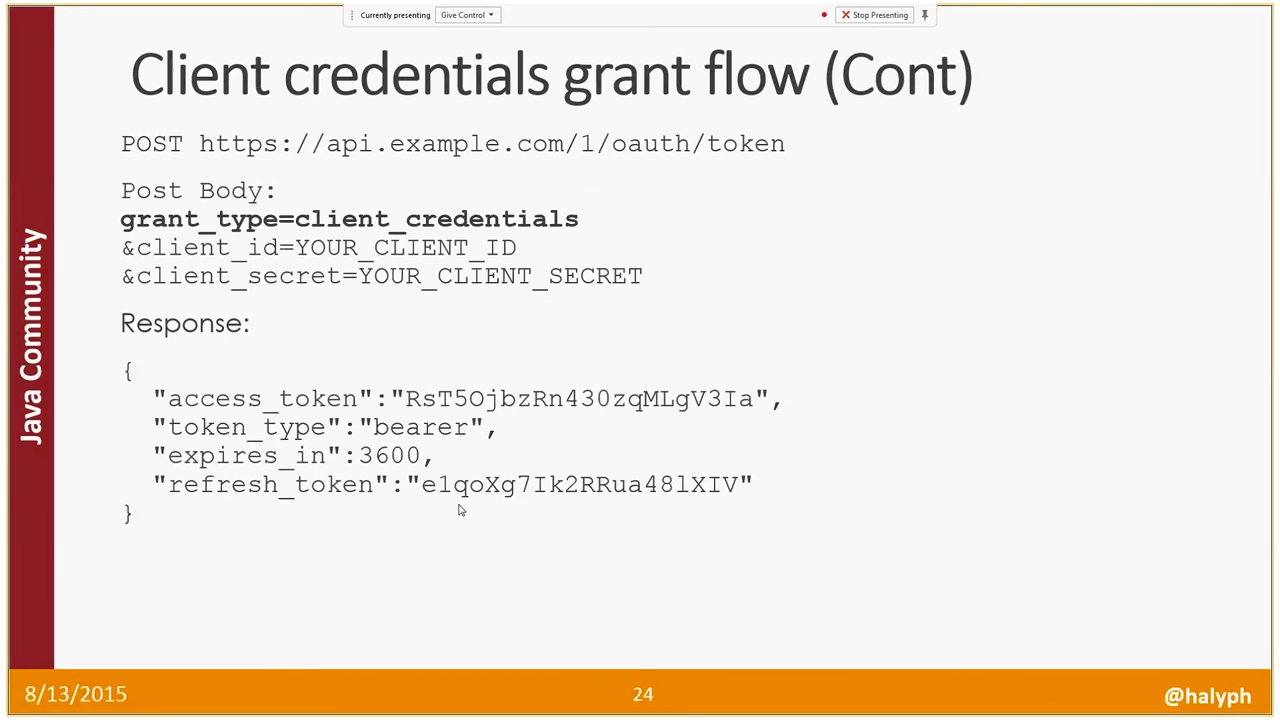 Currently presenting
Give Control
Stop Presenting
Client credentials grant flow (Cont)
POST https://api.example.com/1/oauth/token
Post Body:
grant_type=client_credentials
&client_id=YOUR_CLIENT_ID
&client_secret=YOUR_CLIENT_SECRET
Response:
{
"access_token":"RsT5OjbzRn430zqMLgV3Ia",
"token_type":"bearer",
"expires_in":3600,
"refresh_token":"e1qoXg7Ik2RRua48lXIV"
}
Java Community
8/13/2015
24
@halyph